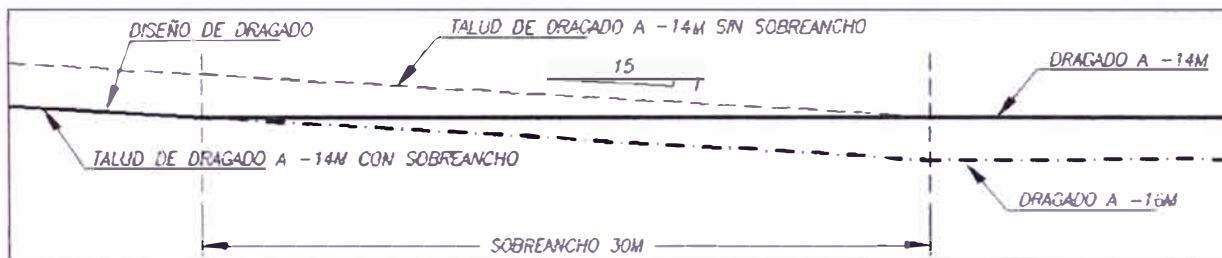 DISEÑO DE DRAGADO
TALUD DE DRAGADO A -14M SIN SOBREANCHO
15
1
DRAGADO A -14M
TALUD DE DRAGADO A -14M CON SOBREANCHO
DRAGADO A -16M
SOBREANCHO 30M